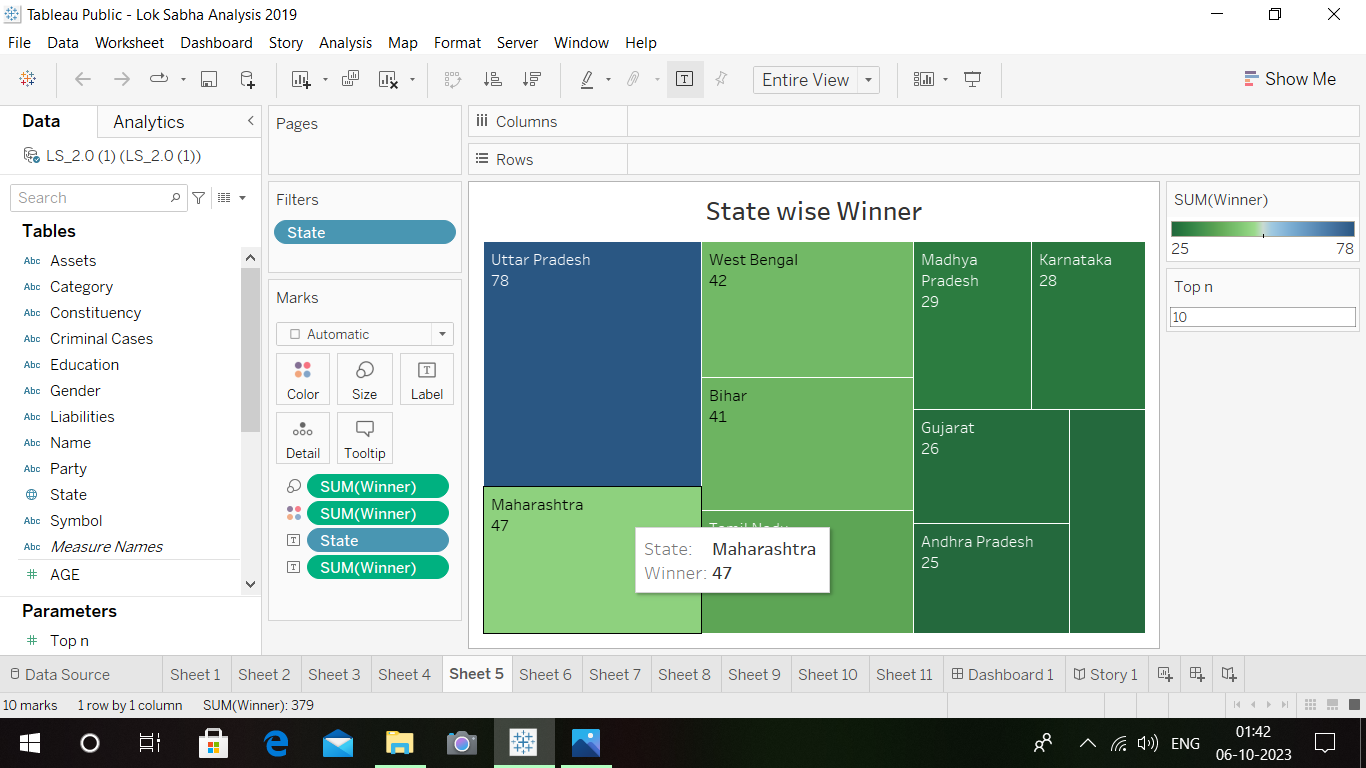 Tableau Public - Lok Sabha Analysis 2019
File Data Worksheet Dashboard Story Analysis Map Format Server Window Help
Entire View
Show Me
Data Analytics
LS_2.0 (1) (LS_2.0 (1))
Search
Tables
Abc Assets
Abc Category
Abc Constituency
Abc Criminal Cases
Abc Education
Abc Gender
Abc Liabilities
Abc Name
Abc Party
State
Abc Symbol
Measure Names
# AGE
Parameters
# Top n
Pages
Filters
State
Marks
Automatic
Color Size Label
Detail Tooltip
SUM(Winner)
SUM(Winner)
State
SUM(Winner)
Columns
Rows
State wise Winner
Uttar Pradesh
78
Maharashtra
47
West Bengal
42
Bihar
41
State: Maharashtra
Winner: 47
Madhya
Pradesh
29
Karnataka
28
Gujarat
26
Andhra Pradesh
25
SUM(Winner)
25 78
Top n
10
Data Source Sheet 1 Sheet 2 Sheet 3 Sheet 4 Sheet 5 Sheet 6 Sheet 7 Sheet 8 Sheet 9 Sheet 10 Sheet 11 Dashboard 1 Story 1
10 marks 1 row by 1 column SUM(Winner): 379
ENG
01:42
06-10-2023